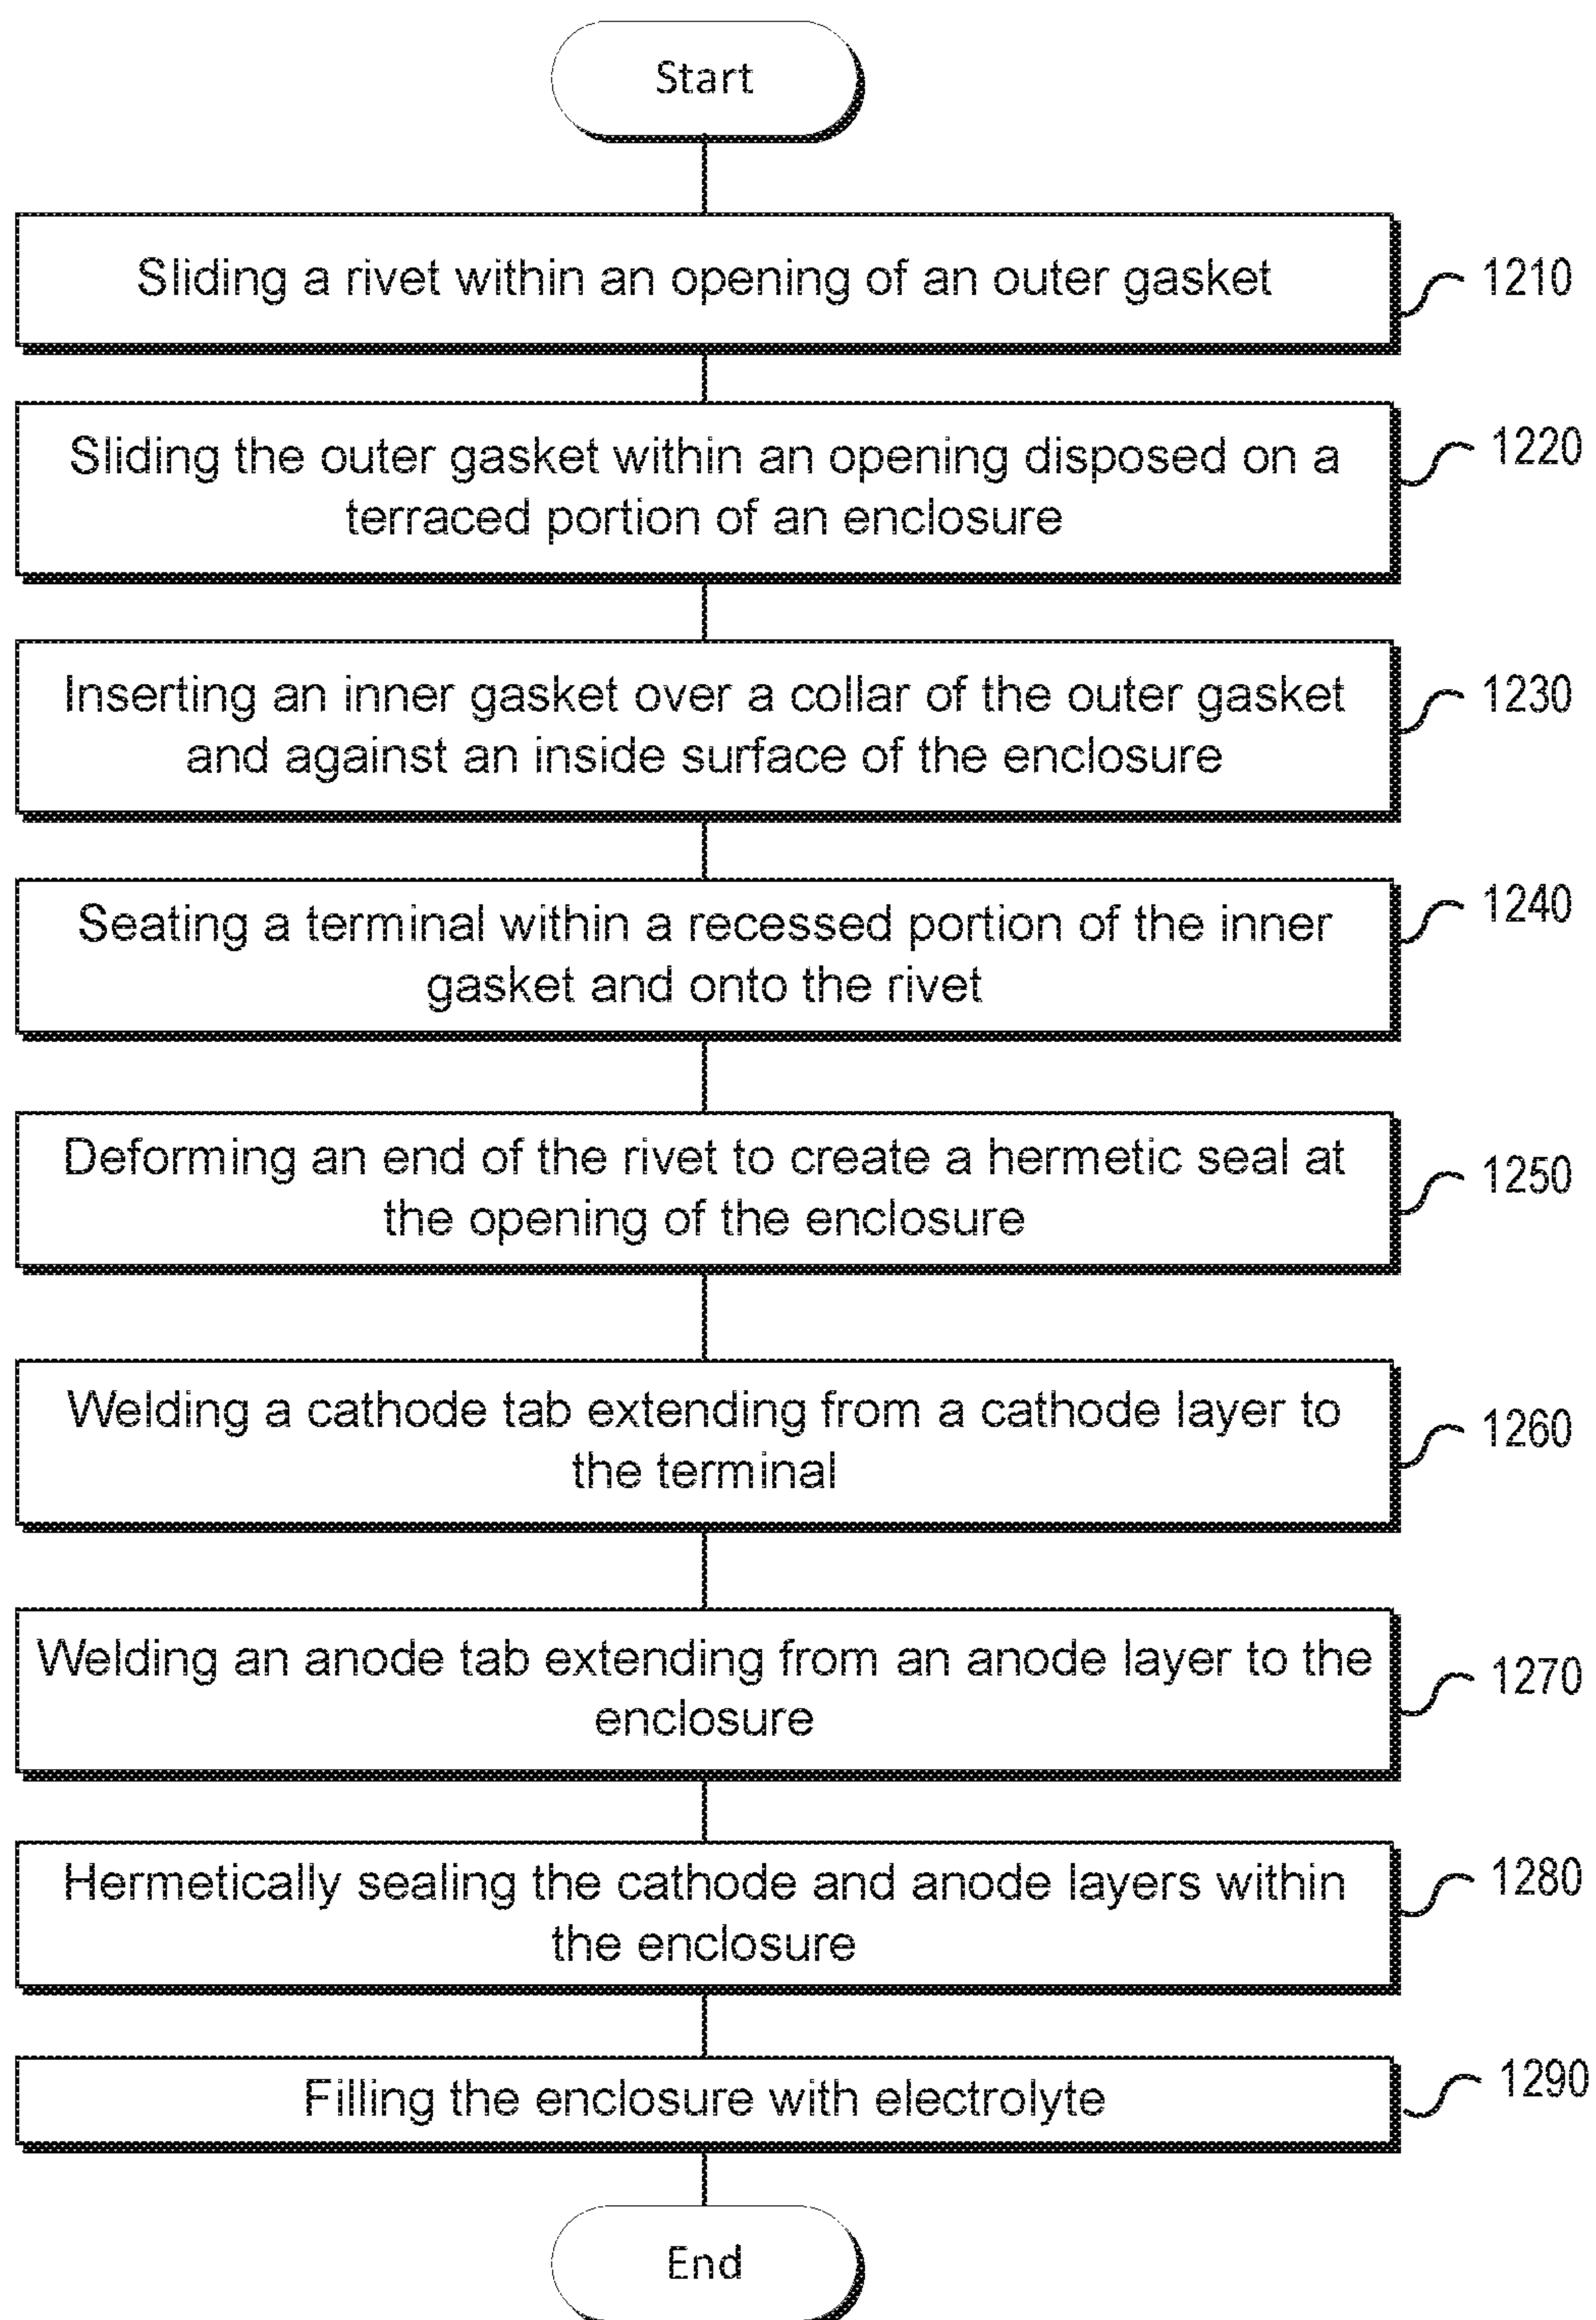 Start
Sliding a rivet within an opening of an outer gasket
1210
Sliding the outer gasket within an opening disposed on a
terraced portion of an enclosure
1220
Inserting an inner gasket over a collar of the outer gasket
and against an inside surface of the enclosure
1230
Seating a terminal within a recessed portion of the inner
gasket and onto the rivet
1240
Deforming an end of the rivet to create a hermetic seal at
the opening of the enclosure
1250
Welding a cathode tab extending from a cathode layer to
the terminal
1260
Welding an anode tab extending from an anode layer to the
enclosure
1270
Hermetically sealing the cathode and anode layers within
the enclosure
1280
Filling the enclosure with electrolyte
1290
End